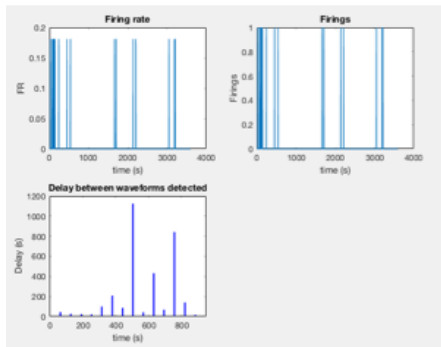 Firing rate
0.2
0.15
0.1
0.05
0
FR
0 1000 2000 3000 4000
time (s)
Firings
1
0.8
0.6
0.4
0.2
0
Firings
0 1000 2000 3000 4000
time (s)
Delay between waveforms detected
1200
1000
800
600
400
200
0
Delay (s)
0 200 400 600 800
time (s)